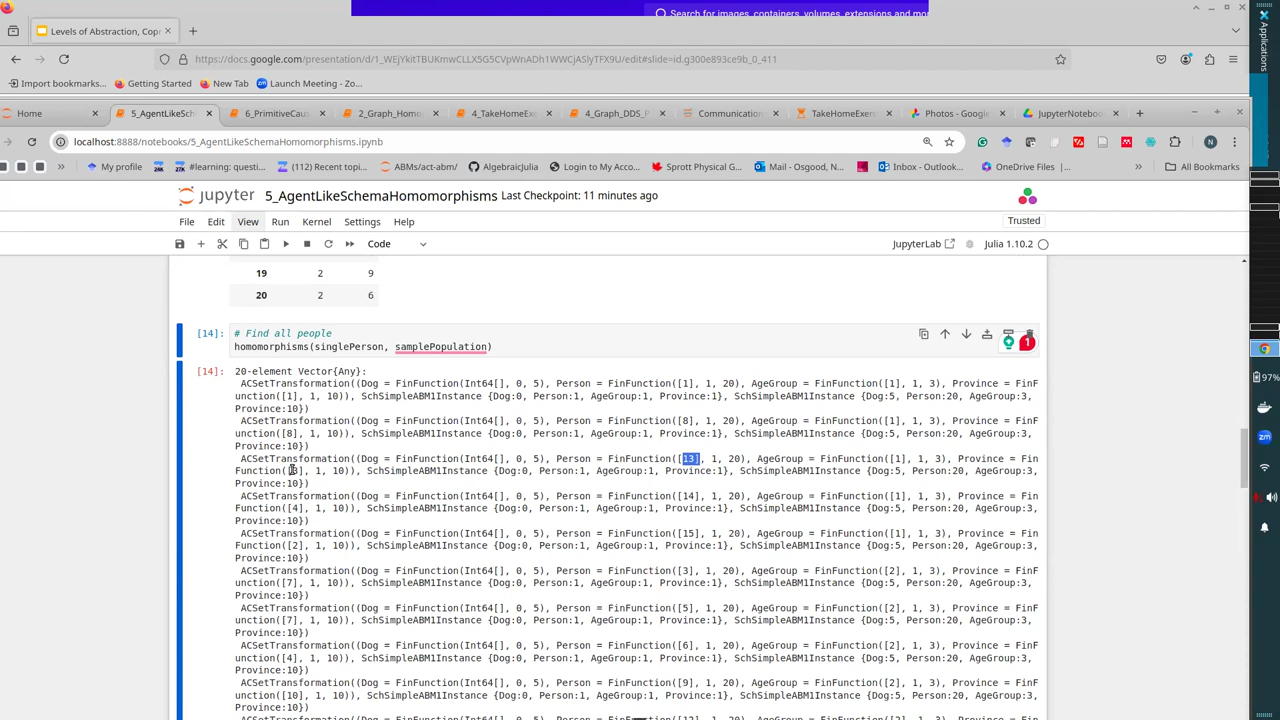 Search for images, containers, volumes, extensions and mo
Levels of Abstraction, Cop
https://docs.google.com/presentation/d/1_WEjYkitTBUKmwCLLX5G5CVpWnADh1WWCjASlyTFX9U/edit#slide=id.g300e893ce9b_0_411
Import bookmarks... Getting Started New Tab Launch Meeting - Zo...
Home 5_AgentLikeSch 6_PrimitiveCaus 2_Graph_Homo 4_TakeHomeExe 4_Graph_DDS_P Communication TakeHomeExerc Photos - Google JupyterNotebook
localhost:8888/notebooks/5_AgentLikeSchemaHomomorphisms.ipynb
My profile #learning: questi... (112) Recent topic... ABMs/act-abm/ AlgebraicJulia Login to My Acco... Sprott Physical G... Mail - Osgood, N... Inbox - Outlook... OneDrive Files All Bookmarks
jupyter 5_AgentLikeSchemaHomomorphisms Last Checkpoint: 11 minutes ago
File Edit View Run Kernel Settings Help Trusted
Code JupyterLab Julia 1.10.2
19 2 9
20 2 6
[14]: # Find all people
homomorphisms(singlePerson, samplePopulation)
1
[14]: 20-element Vector{Any}:
ACSetTransformation((Dog = FinFunction(Int64[], 0, 5), Person = FinFunction([1], 1, 20), AgeGroup = FinFunction([1], 1, 3), Province = FinF
unction([1], 1, 10)), SchSimpleABM1Instance {Dog:0, Person:1, AgeGroup:1, Province:1}, SchSimpleABM1Instance {Dog:5, Person:20, AgeGroup:3,
Province:10})
ACSetTransformation((Dog = FinFunction(Int64[], 0, 5), Person = FinFunction([8], 1, 20), AgeGroup = FinFunction([1], 1, 3), Province = FinF
unction([8], 1, 10)), SchSimpleABM1Instance {Dog:0, Person:1, AgeGroup:1, Province:1}, SchSimpleABM1Instance {Dog:5, Person:20, AgeGroup:3,
Province:10})
ACSetTransformation((Dog = FinFunction(Int64[], 0, 5), Person = FinFunction([13], 1, 20), AgeGroup = FinFunction([1], 1, 3), Province = Fin
Function([3], 1, 10)), SchSimpleABM1Instance {Dog:0, Person:1, AgeGroup:1, Province:1}, SchSimpleABM1Instance {Dog:5, Person:20, AgeGroup:3,
Province:10})
ACSetTransformation((Dog = FinFunction(Int64[], 0, 5), Person = FinFunction([14], 1, 20), AgeGroup = FinFunction([1], 1, 3), Province = Fin
Function([4], 1, 10)), SchSimpleABM1Instance {Dog:0, Person:1, AgeGroup:1, Province:1}, SchSimpleABM1Instance {Dog:5, Person:20, AgeGroup:3,
Province:10})
ACSetTransformation((Dog = FinFunction(Int64[], 0, 5), Person = FinFunction([15], 1, 20), AgeGroup = FinFunction([1], 1, 3), Province = Fin
Function([2], 1, 10)), SchSimpleABM1Instance {Dog:0, Person:1, AgeGroup:1, Province:1}, SchSimpleABM1Instance {Dog:5, Person:20, AgeGroup:3,
Province:10})
ACSetTransformation((Dog = FinFunction(Int64[], 0, 5), Person = FinFunction([3], 1, 20), AgeGroup = FinFunction([2], 1, 3), Province = FinF
unction([7], 1, 10)), SchSimpleABM1Instance {Dog:0, Person:1, AgeGroup:1, Province:1}, SchSimpleABM1Instance {Dog:5, Person:20, AgeGroup:3,
Province:10})
ACSetTransformation((Dog = FinFunction(Int64[], 0, 5), Person = FinFunction([5], 1, 20), AgeGroup = FinFunction([2], 1, 3), Province = FinF
unction([7], 1, 10)), SchSimpleABM1Instance {Dog:0, Person:1, AgeGroup:1, Province:1}, SchSimpleABM1Instance {Dog:5, Person:20, AgeGroup:3,
Province:10})
ACSetTransformation((Dog = FinFunction(Int64[], 0, 5), Person = FinFunction([6], 1, 20), AgeGroup = FinFunction([2], 1, 3), Province = FinF
unction([4], 1, 10)), SchSimpleABM1Instance {Dog:0, Person:1, AgeGroup:1, Province:1}, SchSimpleABM1Instance {Dog:5, Person:20, AgeGroup:3,
Province:10})
ACSetTransformation((Dog = FinFunction(Int64[], 0, 5), Person = FinFunction([9], 1, 20), AgeGroup = FinFunction([2], 1, 3), Province = FinF
unction([10], 1, 10)), SchSimpleABM1Instance {Dog:0, Person:1, AgeGroup:1, Province:1}, SchSimpleABM1Instance {Dog:5, Person:20, AgeGroup:3,
Province:10})
Applications
97%
zm